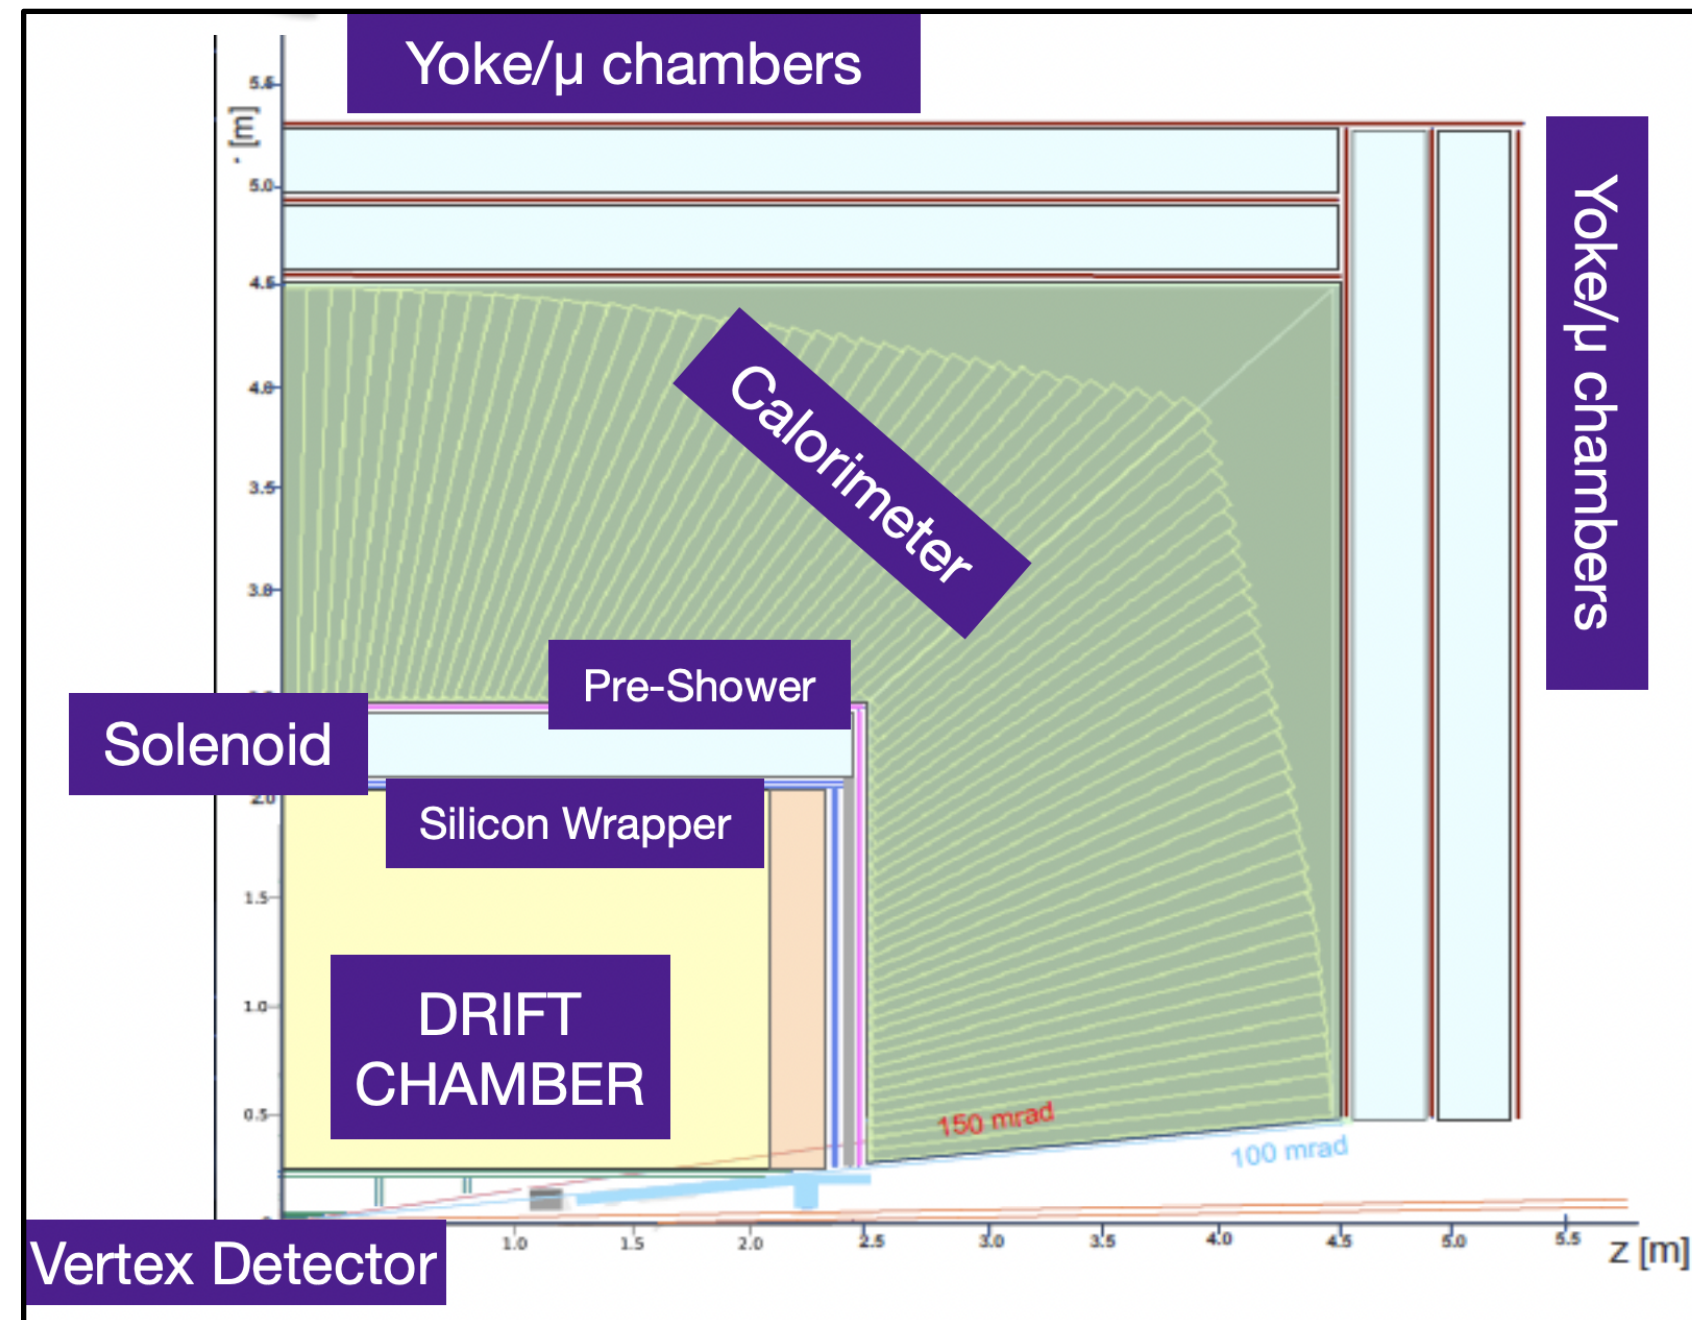 Yoke/μ chambers
5.5
[m]
5.0
4.5
4.0
3.5
3.0
Yoke/μ chambers
Calorimeter
Pre-Shower
Solenoid
2.0
Silicon Wrapper
1.5
DRIFT
CHAMBER
1.0
0.5
150 mrad
100 mrad
Vertex Detector
1.0
1.5
2.0
2.5
3.0
3.5
4.0
4.5
5.0
5.5
z [m]